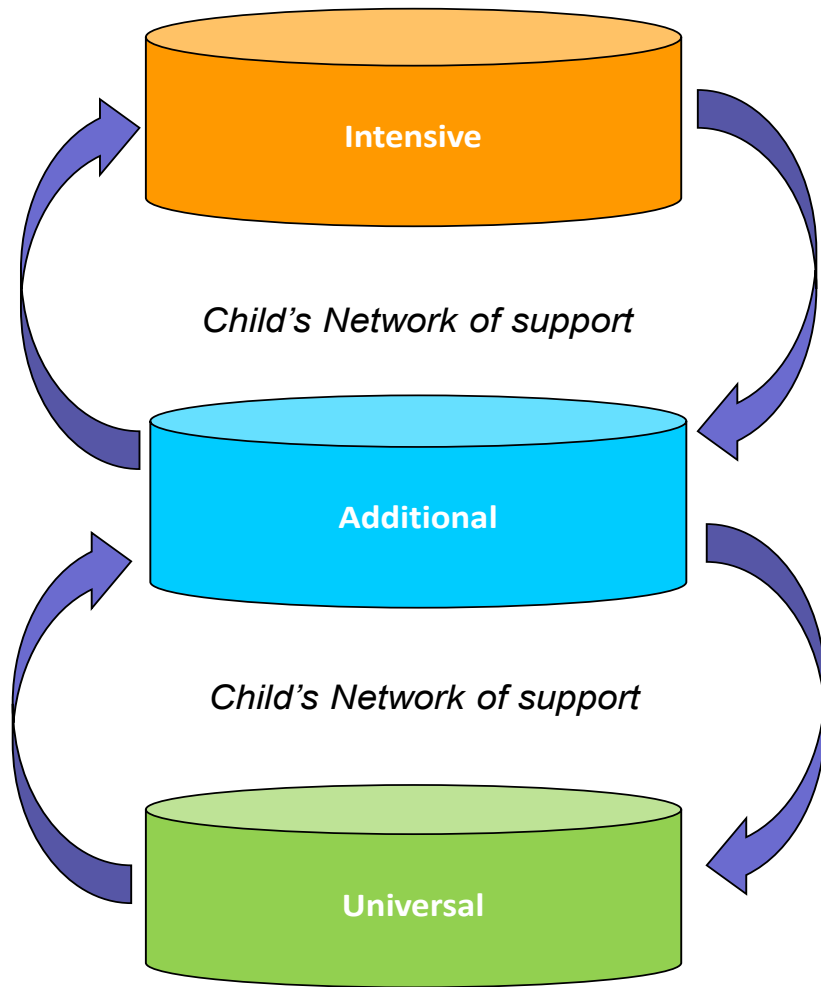 Intensive
Child’s Network of support
Additional
Child’s Network of support
Universal